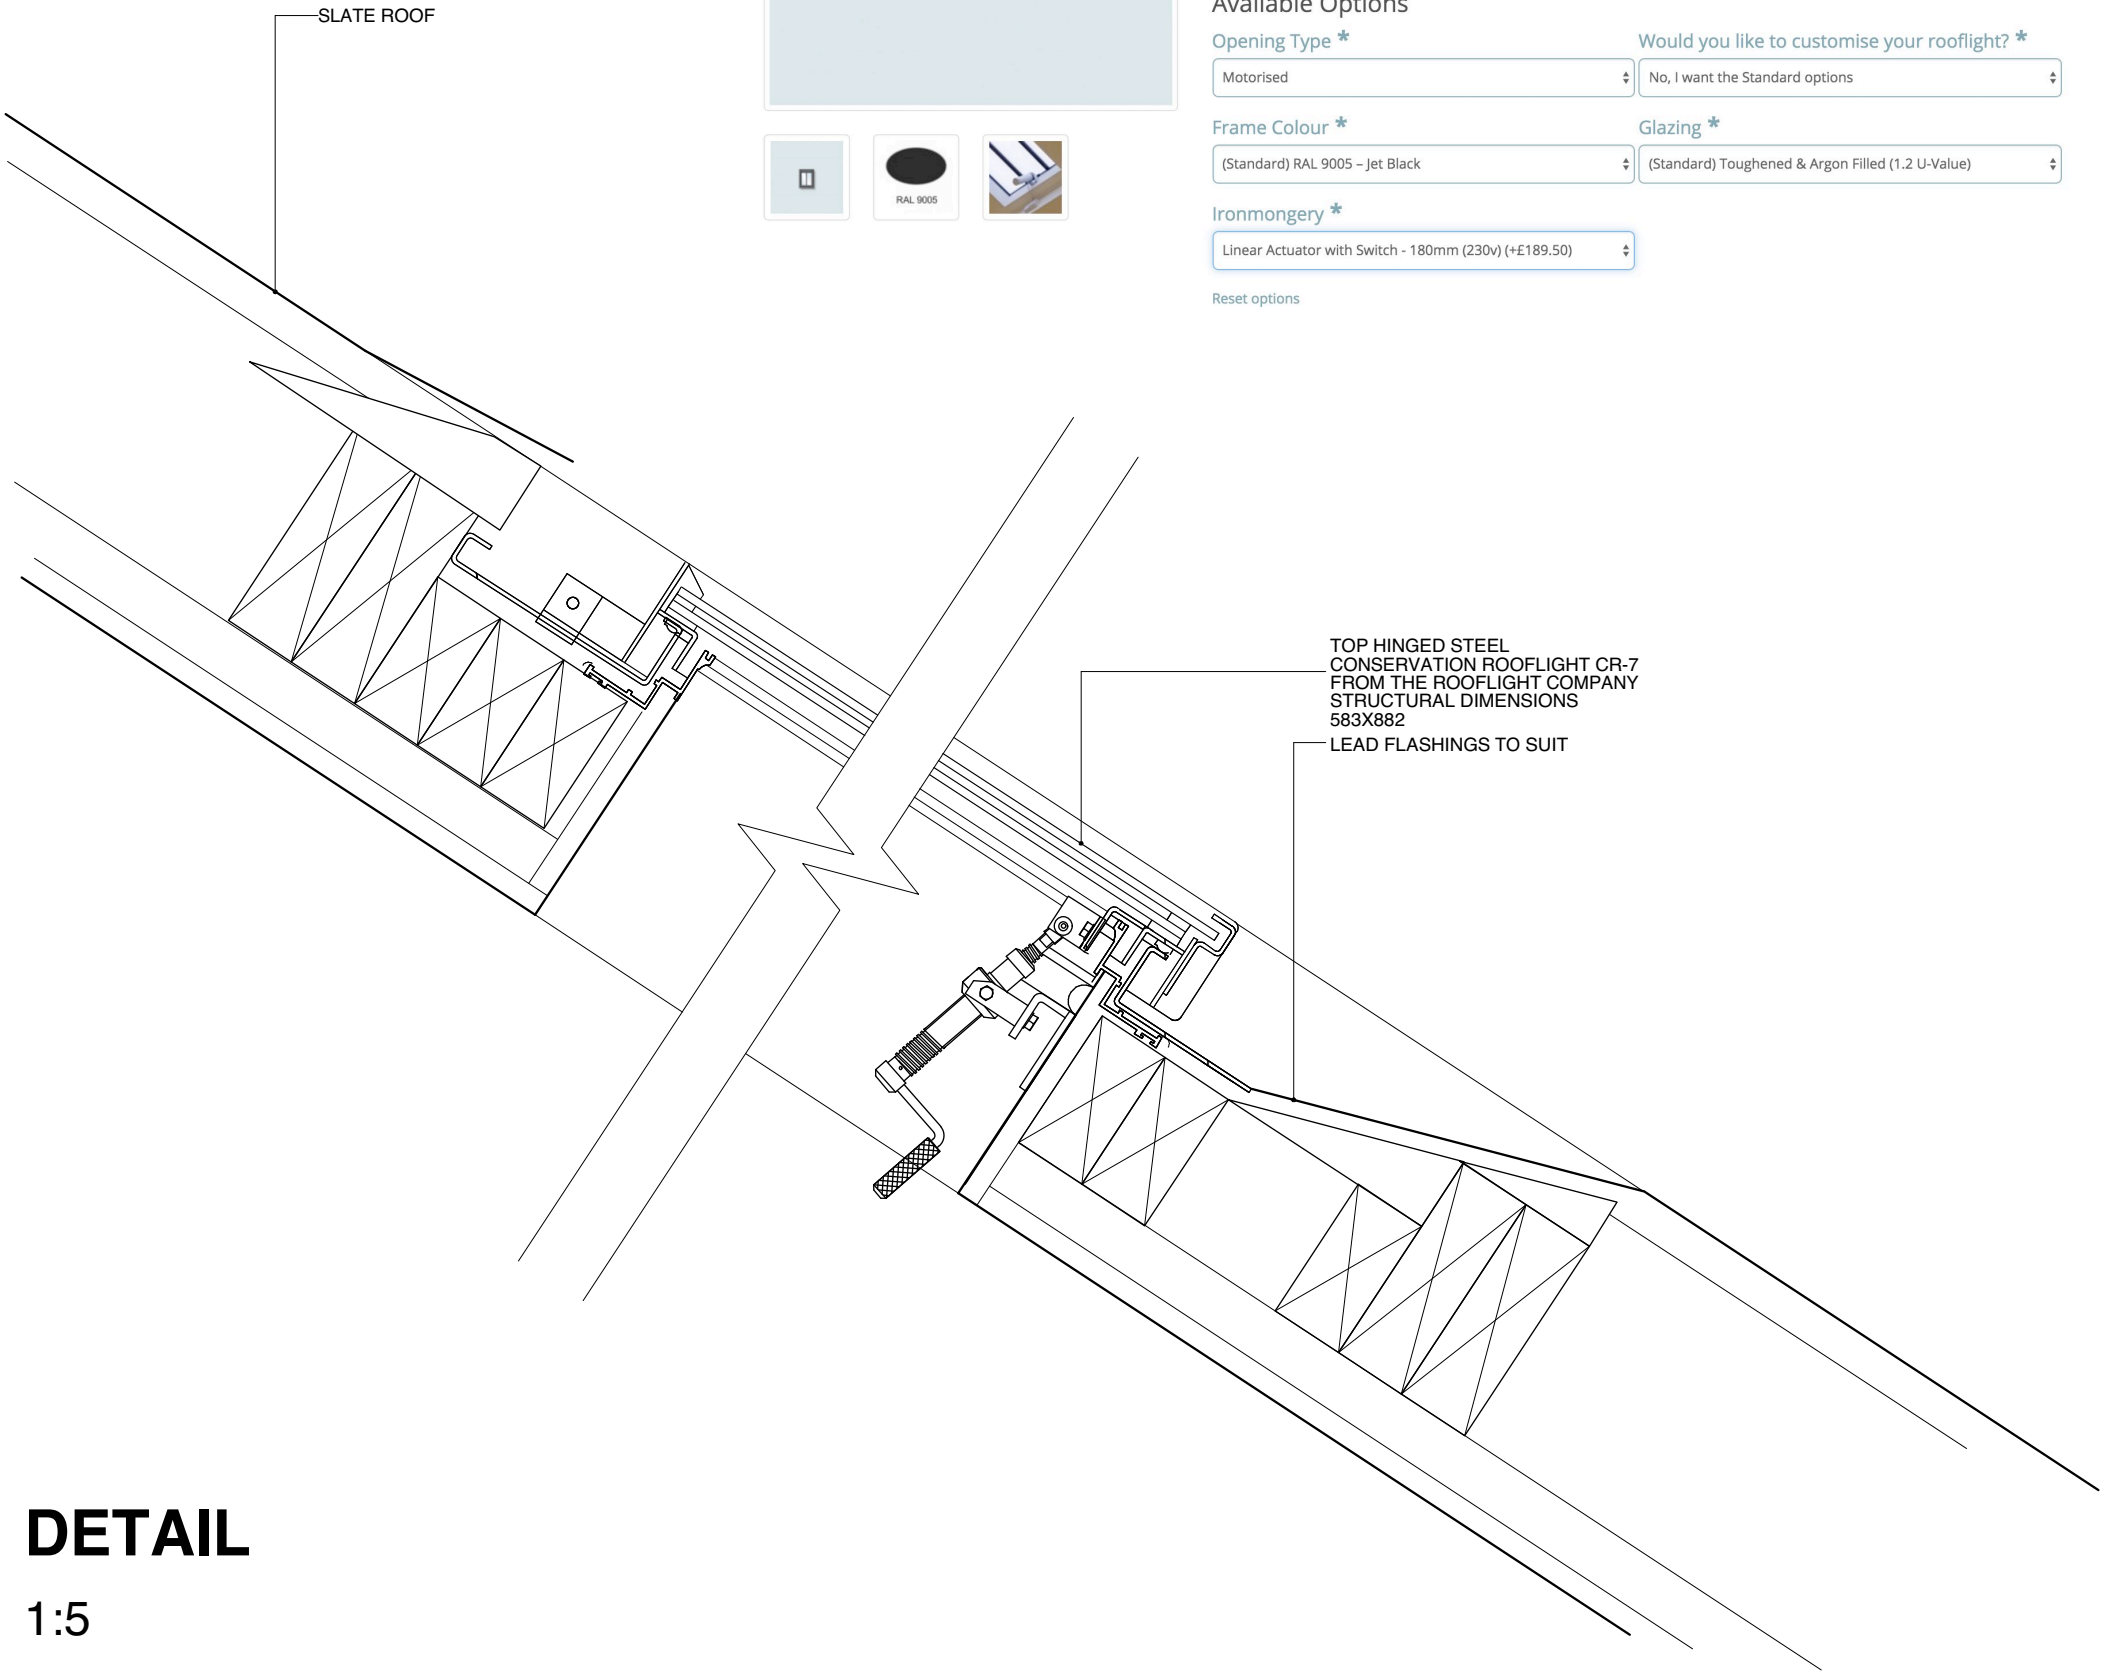 SLATE ROOF
Available Options
Opening Type *
Would you like to customise your rooflight? *
Motorised
No, I want the Standard options
Frame Colour *
Glazing *
(Standard) RAL 9005 – Jet Black
(Standard) Toughened & Argon Filled (1.2 U-Value)
RAL 9005
Ironmongery *
Linear Actuator with Switch - 180mm (230v) (+£189.50)
Reset options
TOP HINGED STEEL
CONSERVATION ROOFLIGHT CR-7
FROM THE ROOFLIGHT COMPANY
STRUCTURAL DIMENSIONS
583X882
LEAD FLASHINGS TO SUIT
DETAIL
1:5